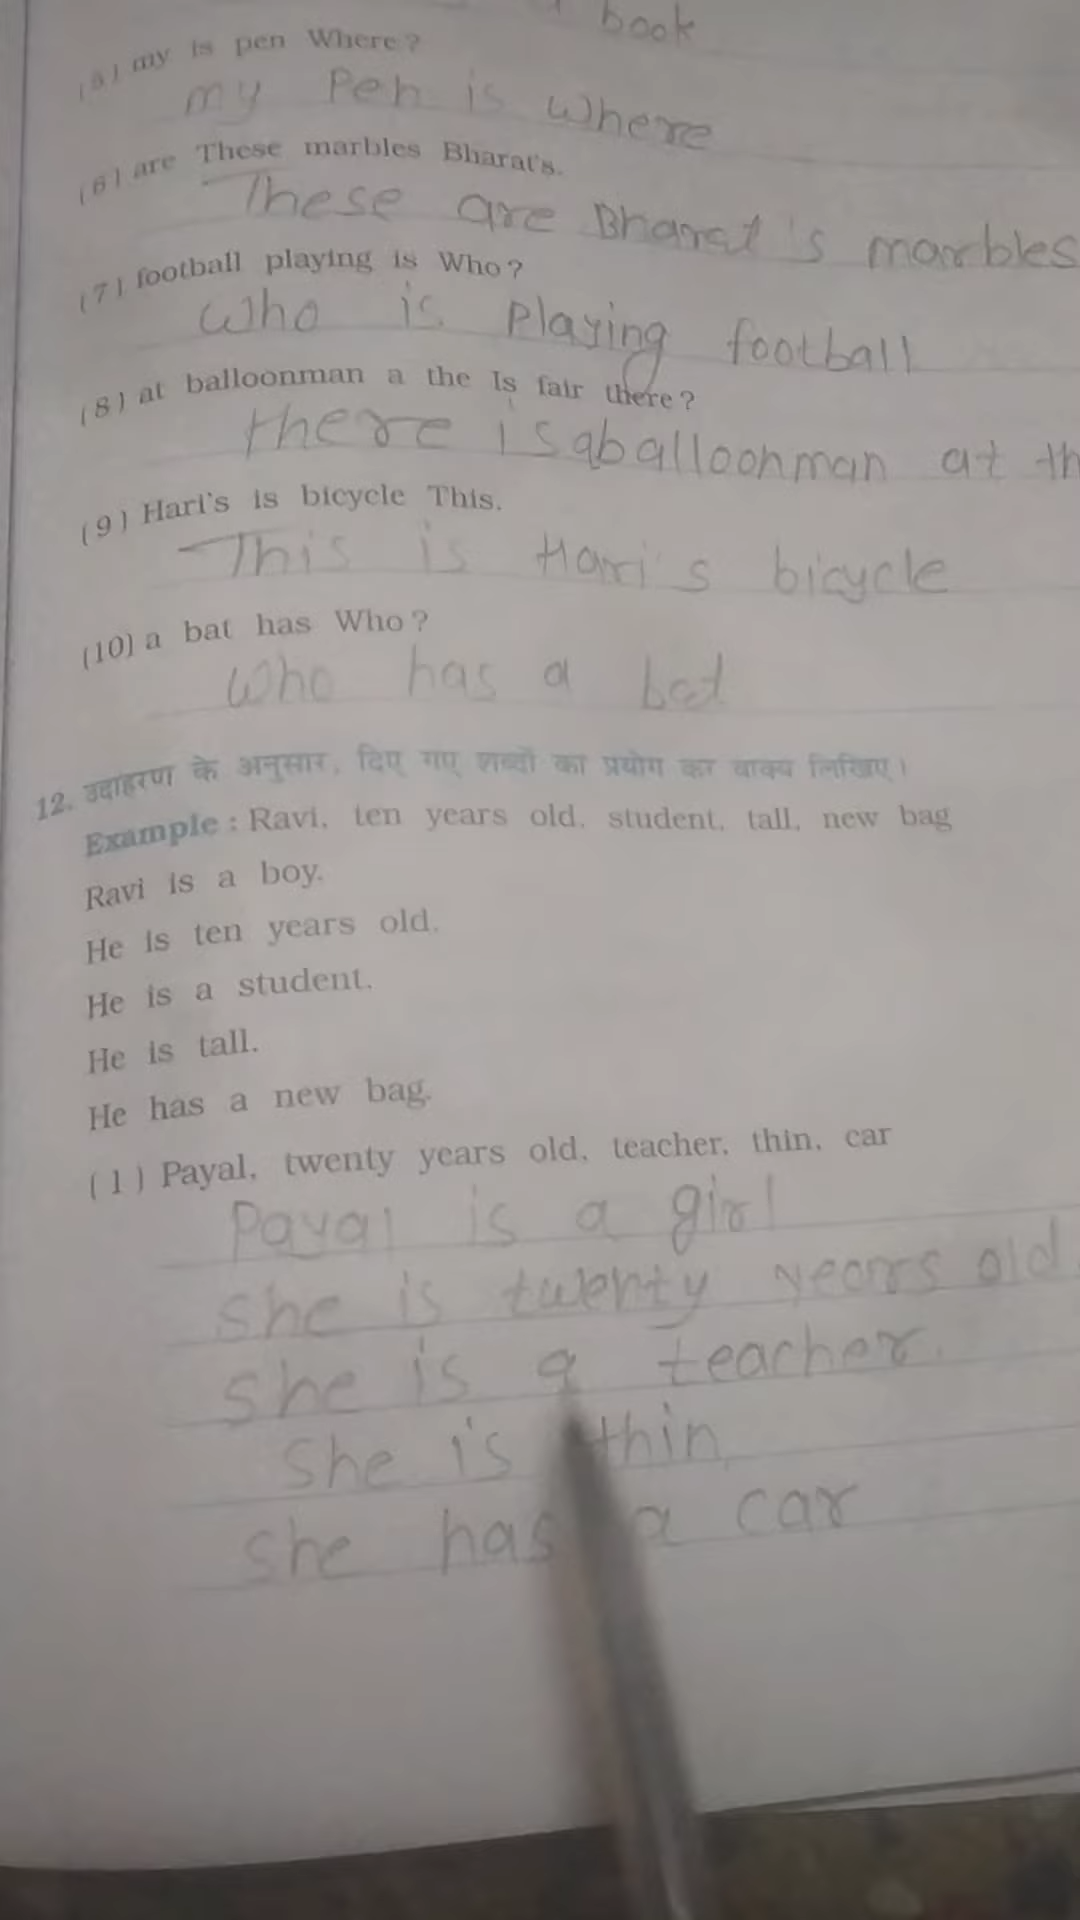 book
(5) my is pen Where?
my Pen is where
(6) are These marbles Bharat's.
These are Bharat's marbles
(7) football playing is Who?
who is Playing football
(8) at balloonman a the Is fair there?
there is a balloonman at th
(9) Hari's is bicycle This.
This is Hari's bicycle
(10) a bat has Who?
who has a bat
12. उदाहरण के अनुसार, दिए गए शब्दों का प्रयोग कर वाक्य लिखिए।
Example : Ravi, ten years old, student, tall, new bag
Ravi is a boy.
He is ten years old.
He is a student.
He is tall.
He has a new bag.
(1) Payal, twenty years old, teacher, thin, car
Payal is a girl
she is twenty years old.
she is a teacher.
she is thin
she has a car